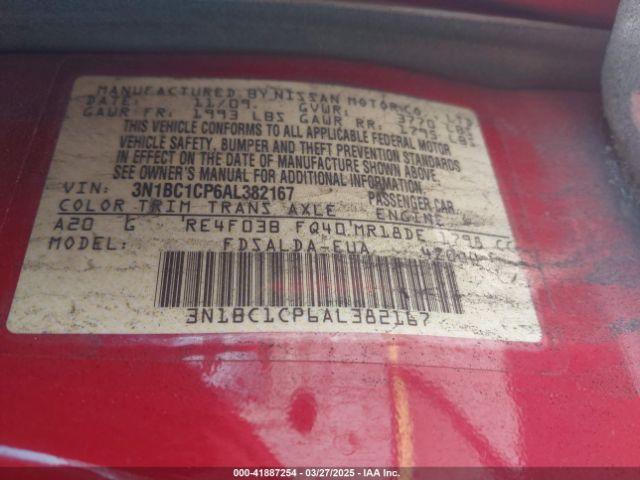 MANUFACTURED BY NISSAN MOTOR CO., LTD
DATE: 11/09. GVWR: 3770 LBS
GAWR FR: 1993 LBS GAWR RR: 1793 LBS
THIS VEHICLE CONFORMS TO ALL APPLICABLE FEDERAL MOTOR
VEHICLE SAFETY, BUMPER AND THEFT PREVENTION STANDARDS
IN EFFECT ON THE DATE OF MANUFACTURE SHOWN ABOVE.
SEE OWNER'S MANUAL FOR ADDITIONAL INFORMATION.
VIN: 3N1BC1CP6AL382167 PASSENGER CAR
COLOR TRIM TRANS AXLE ENGINE
A20 G RE4F03B FQ40 MR18DE 1798 CC
MODEL: FDSALDA-EUA
3N1BC1CP6AL382167
000-41887254 | 03/27/2025 | IAA Inc.